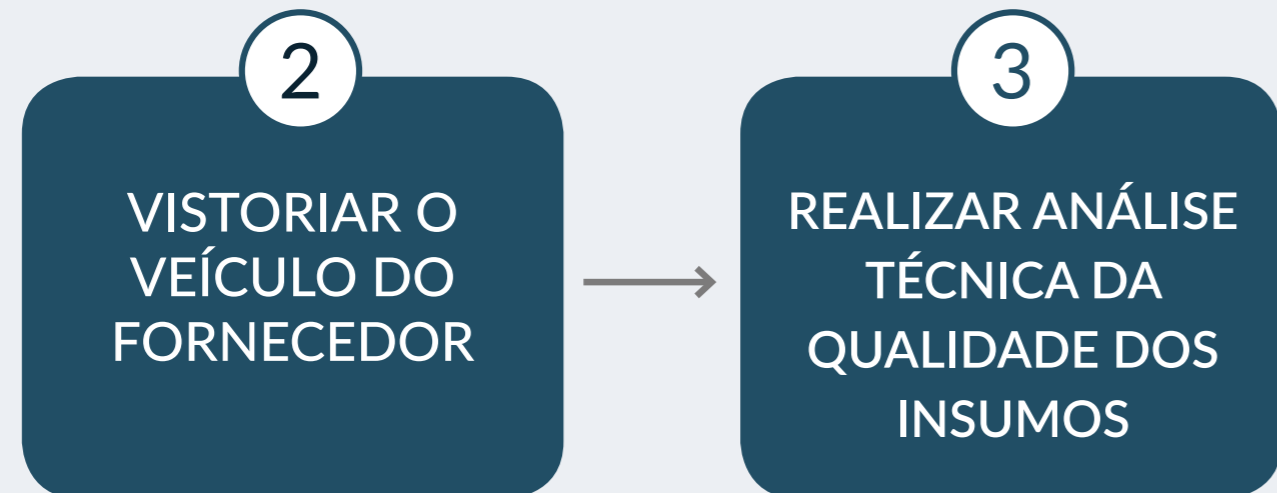 2
VISTORIAR O
VEÍCULO DO
FORNECEDOR
3
REALIZAR ANÁLISE
TÉCNICA DA
QUALIDADE DOS
INSUMOS